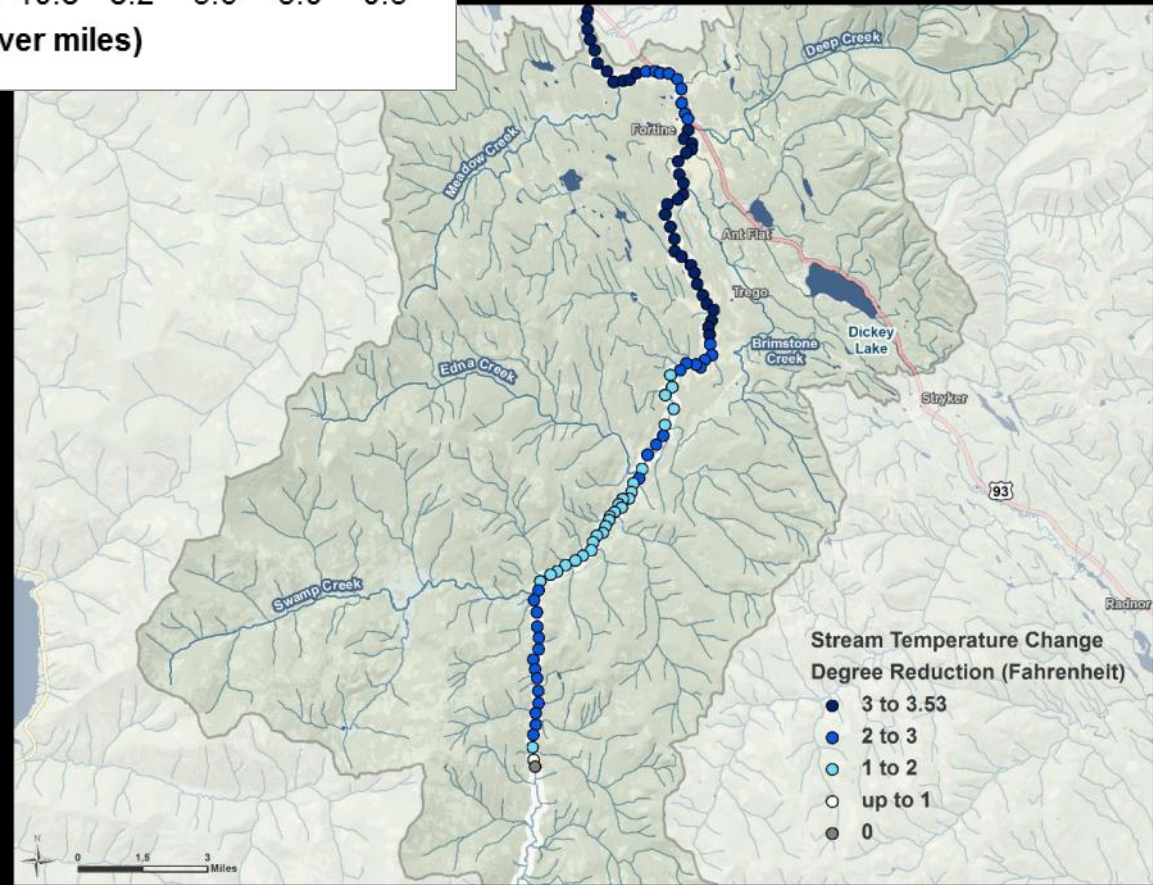 ver miles)
Deep Creek
Meadow Creek
Fortine
Ant Flat
Trego
Dickey
Lake
Brimstone
Creek
Edna Creek
Stryker
93
Swamp Creek
Radnor
Stream Temperature Change
Degree Reduction (Fahrenheit)
3 to 3.53
2 to 3
1 to 2
up to 1
0
N
0 1.5 3
Miles